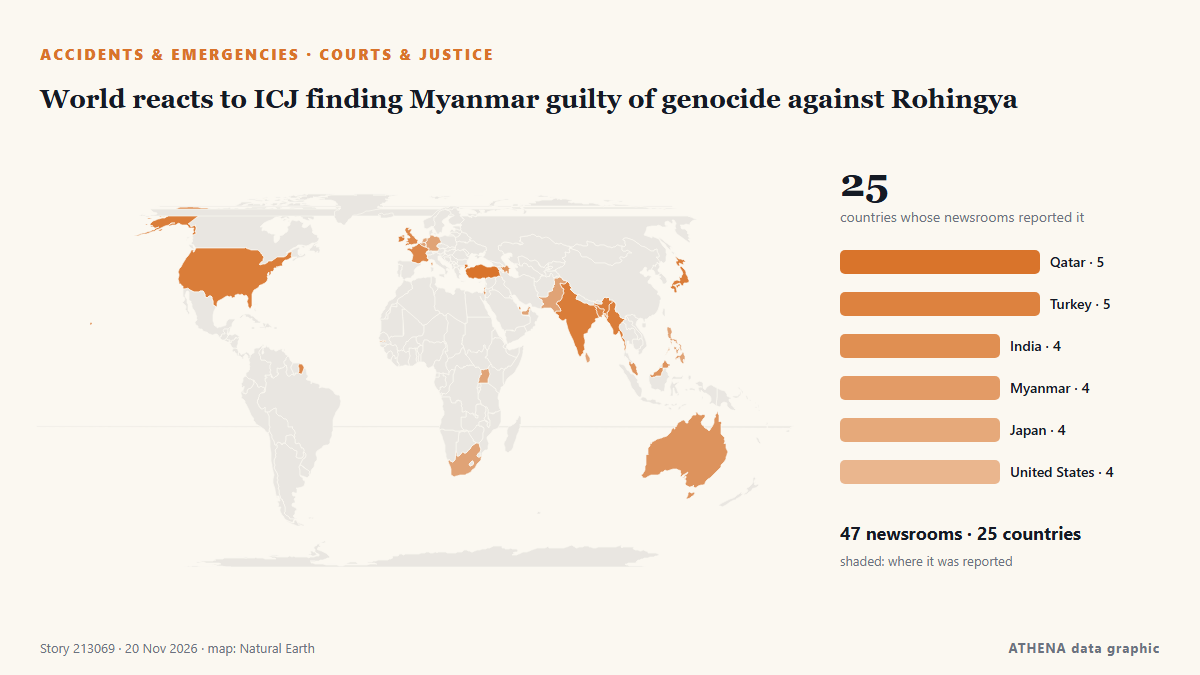 ACCIDENTS & EMERGENCIES · COURTS & JUSTICE
World reacts to ICJ finding Myanmar guilty of genocide against Rohingya
25
countries whose newsrooms reported it
Qatar · 5
Turkey · 5
India · 4
Myanmar · 4
Japan · 4
United States · 4
47 newsrooms · 25 countries
shaded: where it was reported
Story 213069 · 20 Nov 2026 · map: Natural Earth
ATHENA data graphic